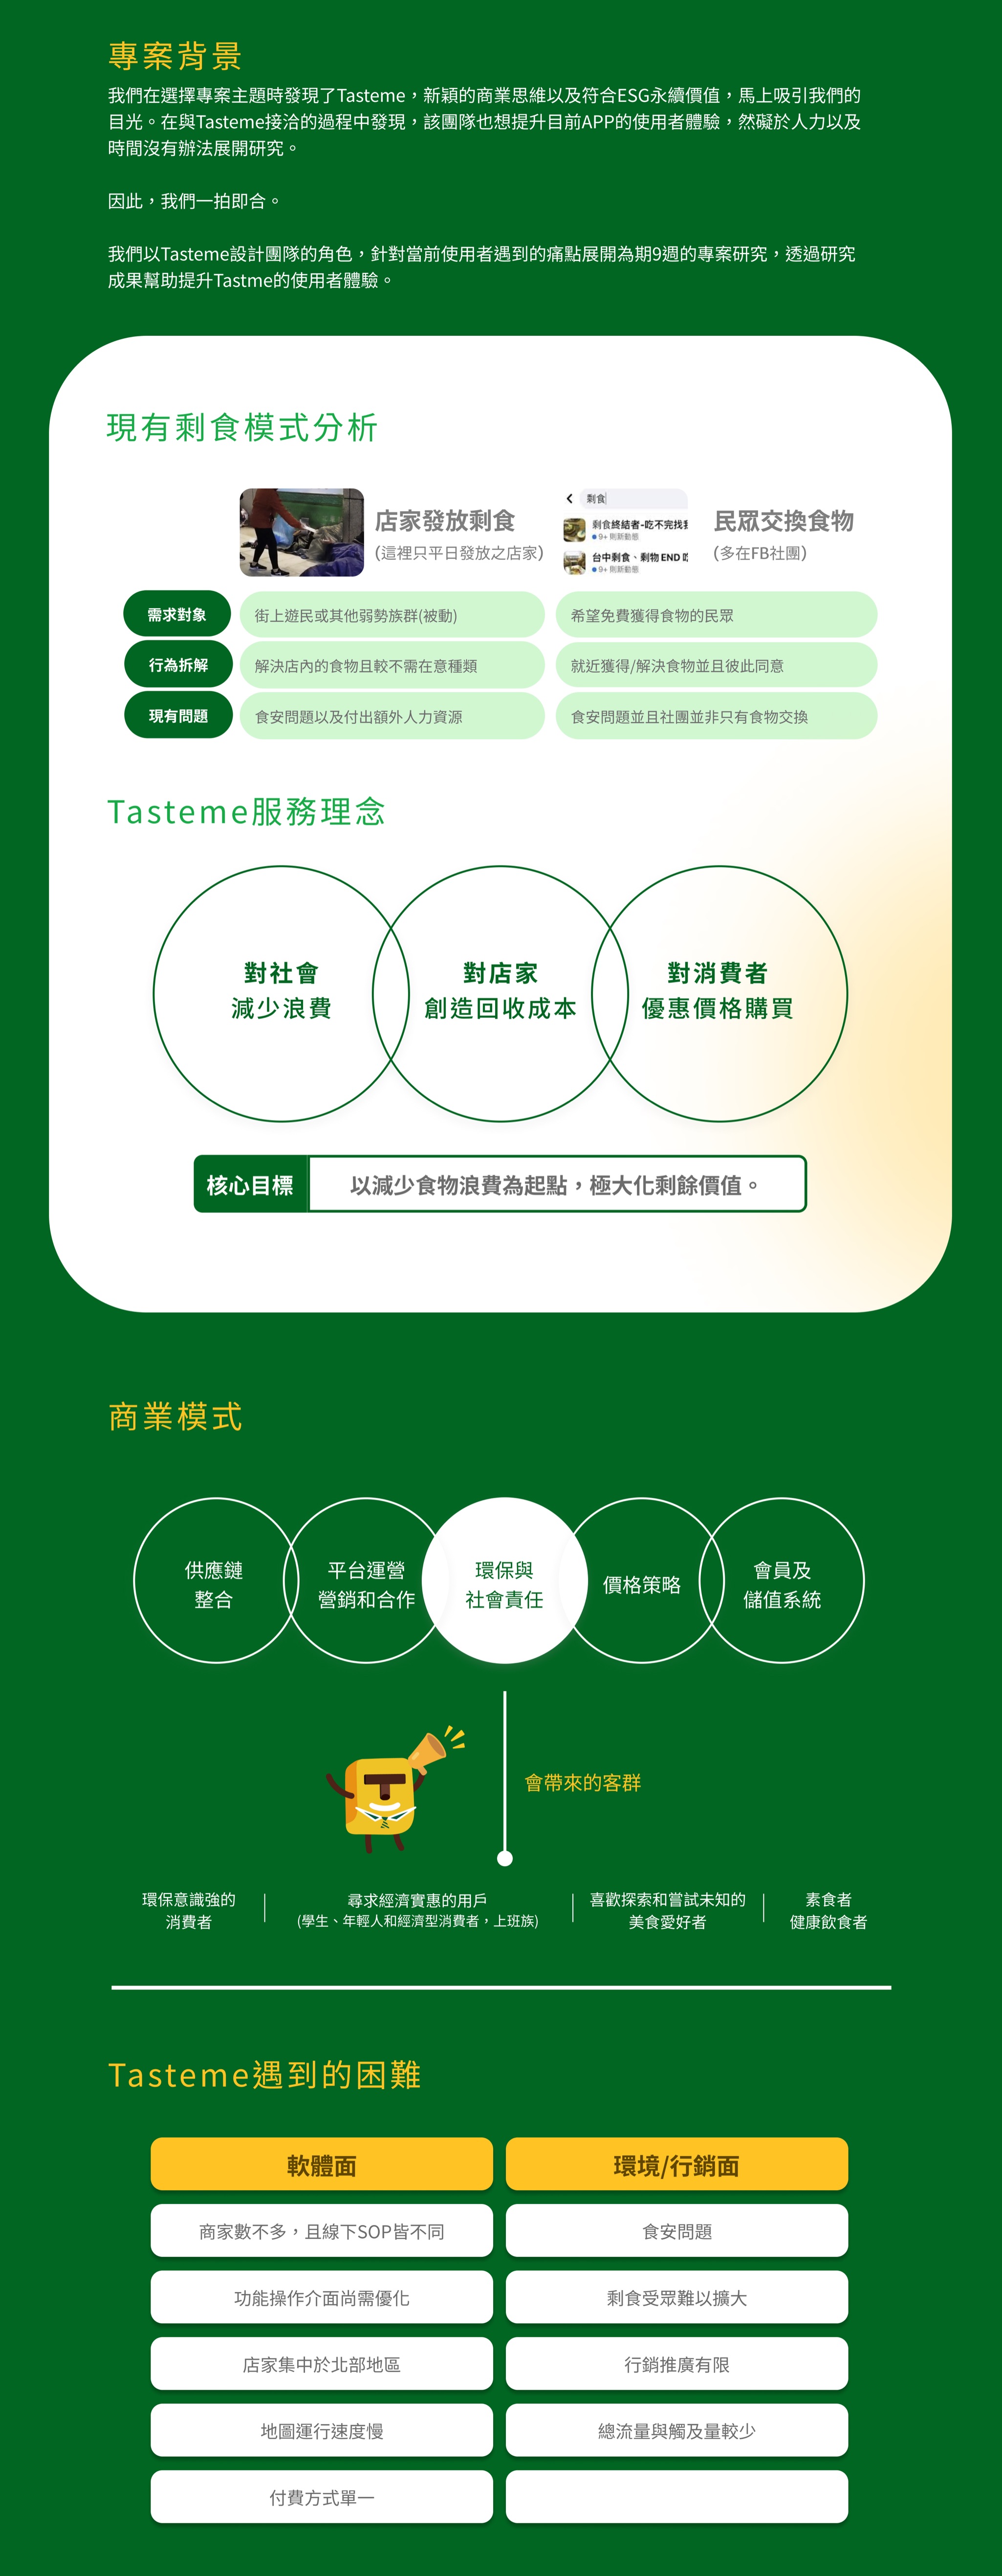 專案背景
我們在選擇專案主題時發現了Tasteme，新穎的商業思維以及符合ESG永續價值，馬上吸引我們的
目光。在與Tasteme接洽的過程中發現，該團隊也想提升目前APP的使用者體驗，然礙於人力以及
時間沒有辦法展開研究。
因此，我們一拍即合。
我們以Tasteme設計團隊的角色，針對當前使用者遇到的痛點展開為期9週的專案研究，透過研究
成果幫助提升Tastme的使用者體驗。
現有剩食模式分析
店家發放剩食
(這裡只平日發放之店家)
剩食
剩食終結者-吃不完找
9+ 則新動態
台中剩食、剩物 END
9+ 則新動態
民眾交換食物
(多在FB社團)
需求對象
街上遊民或其他弱勢族群(被動)
希望免費獲得食物的民眾
行為拆解
解決店內的食物且較不需在意種類
就近獲得/解決食物並且彼此同意
現有問題
食安問題以及付出額外人力資源
食安問題並且社團並非只有食物交換
Tasteme服務理念
對社會
減少浪費
對店家
創造回收成本
對消費者
優惠價格購買
核心目標
以減少食物浪費為起點，極大化剩餘價值。
商業模式
供應鏈
整合
平台運營
營銷和合作
環保與
社會責任
價格策略
會員及
儲值系統
會帶來的客群
環保意識強的
消費者
尋求經濟實惠的用戶
(學生、年輕人和經濟型消費者，上班族)
喜歡探索和嘗試未知的
美食愛好者
素食者
健康飲食者
Tasteme遇到的困難
軟體面
環境/行銷面
商家數不多，且線下SOP皆不同
食安問題
功能操作介面尚需優化
剩食受眾難以擴大
店家集中於北部地區
行銷推廣有限
地圖運行速度慢
總流量與觸及量較少
付費方式單一